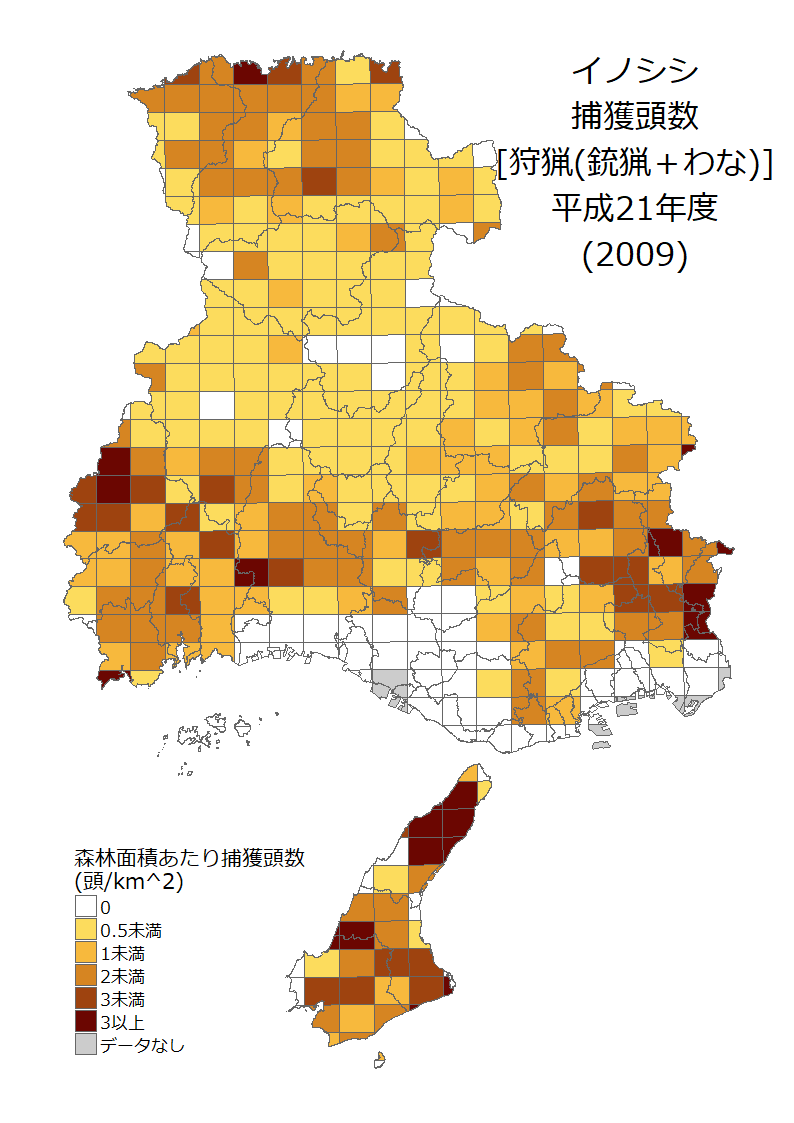 イノシシ
捕獲頭数
[狩猟(銃猟＋わな)]
平成21年度
(2009)
森林面積あたり捕獲頭数
(頭/km^2)
0
0.5未満
1未満
2未満
3未満
3以上
データなし